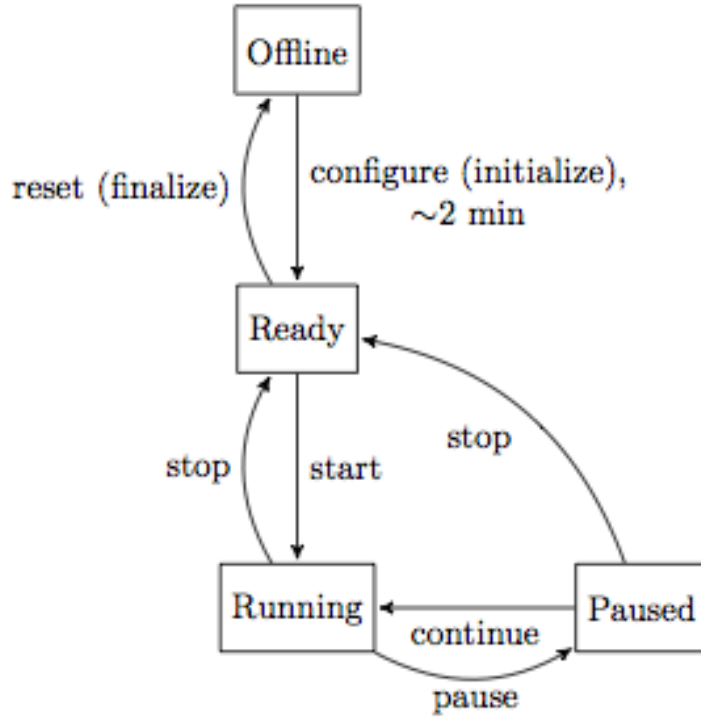 Offline
reset (finalize)
configure (initialize),
~2 min
Ready
stop
start
stop
Running
continue
Paused
pause